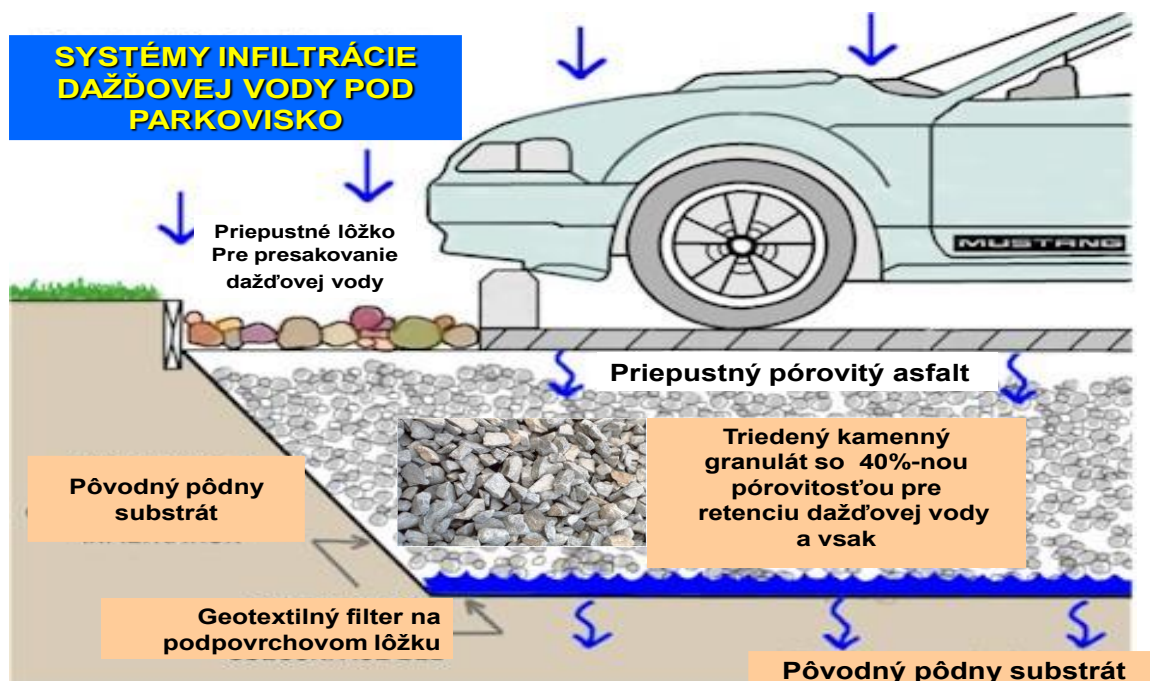 SYSTÉMY INFILTRÁCIE
DAŽĎOVEJ VODY POD
PARKOVISKO
Priepustné lôžko
Pre presakovanie
dažďovej vody
MUSTANG
Priepustný pórovitý asfalt
Triedený kamenný
granulát so 40%-nou
pórovitosťou pre
retenciu dažďovej vody
a vsak
Pôvodný pôdny
substrát
Geotextilný filter na
podpovrchovom lôžku
Pôvodný pôdny substrát